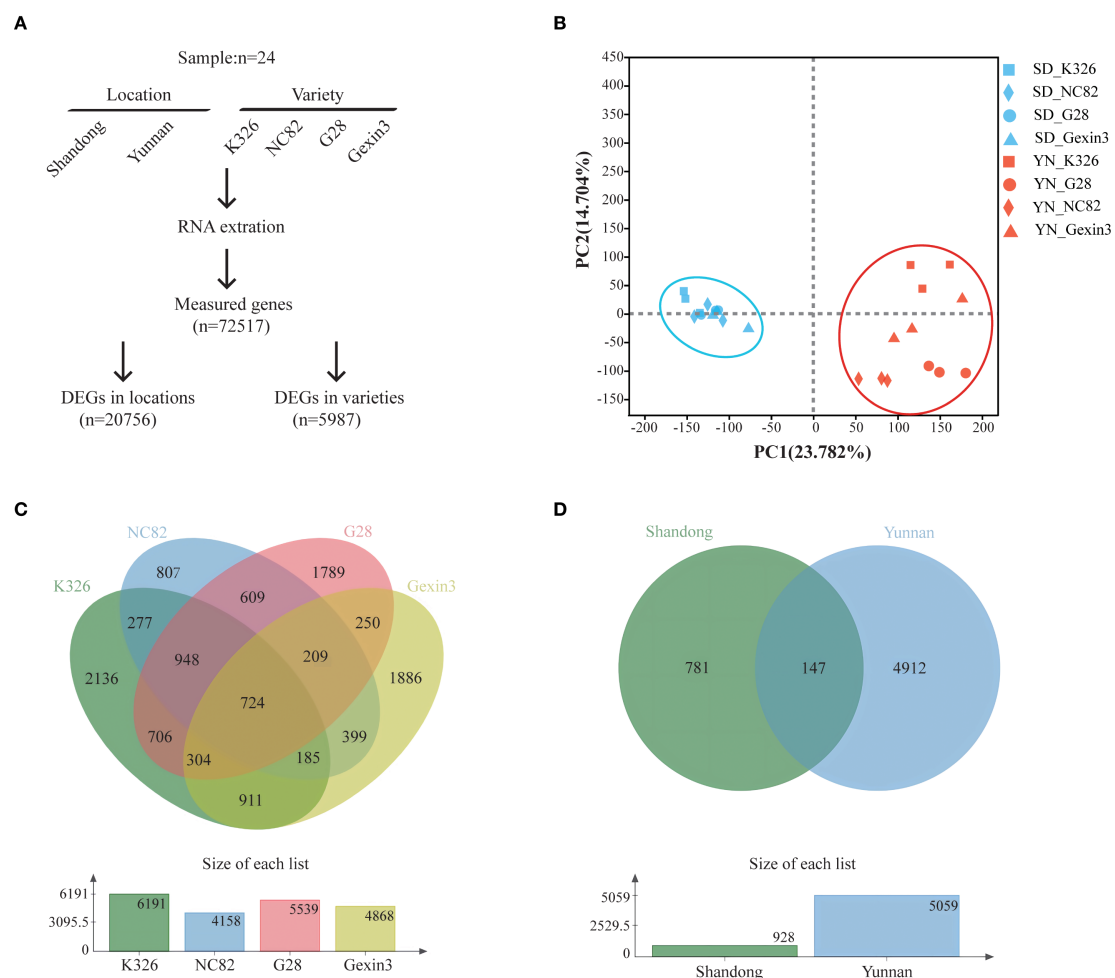 A
Sample:n=24
Location
Variety
Shandong
Yunnan
K326
NC82
G28
Gexin3
RNA extration
Measured genes
(n=72517)
DEGs in locations
(n=20756)
DEGs in varieties
(n=5987)
B
450
400
350
300
250
200
150
100
50
0
-50
-100
-150
-200
-150
-100
-50
0
50
100
150
200
PC2(14.704%)
PC1(23.782%)
SD_K326
SD_NC82
SD_G28
SD_Gexin3
YN_K326
YN_G28
YN_NC82
YN_Gexin3
C
NC82
G28
K326
Gexin3
807
1789
277
609
250
948
209
2136
1886
724
706
399
304
185
911
Size of each list
6191
3095.5
0
6191
4158
5539
4868
K326
NC82
G28
Gexin3
D
Shandong
Yunnan
781
147
4912
Size of each list
5059
2529.5
0
928
5059
Shandong
Yunnan